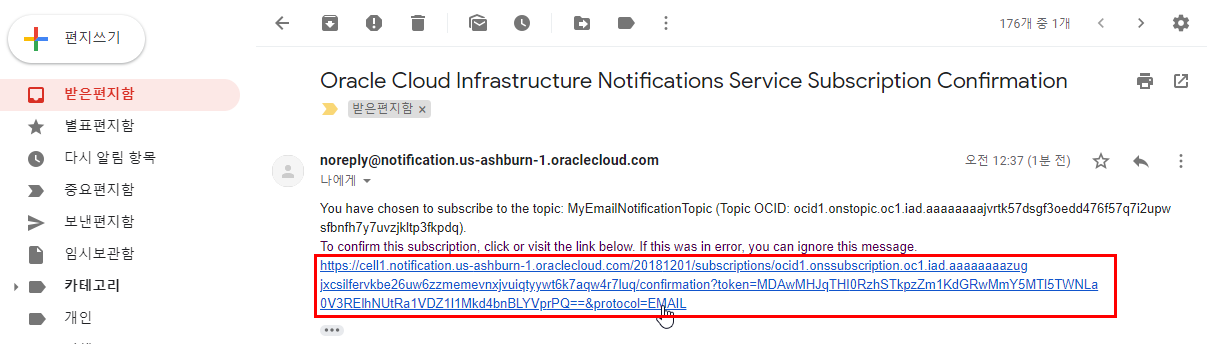 편지쓰기
176개 중 1개
받은편지함
별표편지함
다시 알림 항목
중요편지함
보낸편지함
임시보관함
카테고리
개인
Oracle Cloud Infrastructure Notifications Service Subscription Confirmation
받은편지함 ×
noreply@notification.us-ashburn-1.oraclecloud.com
오전 12:37 (1분 전)
나에게
You have chosen to subscribe to the topic: MyEmailNotificationTopic (Topic OCID: ocid1.onstopic.oc1.iad.aaaaaaaajvrtk57dsgf3oedd476f57q7i2upw
sfbnfh7y7uvzjkltp3fkpdq).
To confirm this subscription, click or visit the link below. If this was in error, you can ignore this message.
https://cell1.notification.us-ashburn-1.oraclecloud.com/20181201/subscriptions/ocid1.onssubscription.oc1.iad.aaaaaaaazug
jxcsilfervkbe26uw6zzmemevnxjvuiqtyywt6k7aqw4r7luq/confirmation?token=MDAwMHJqTHI0RzhSTkpzZm1KdGRwMmY5MTI5TWNLa
0V3RElhNUtRa1VDZ1I1Mkd4bnBLYVprPQ==&protocol=EMAIL